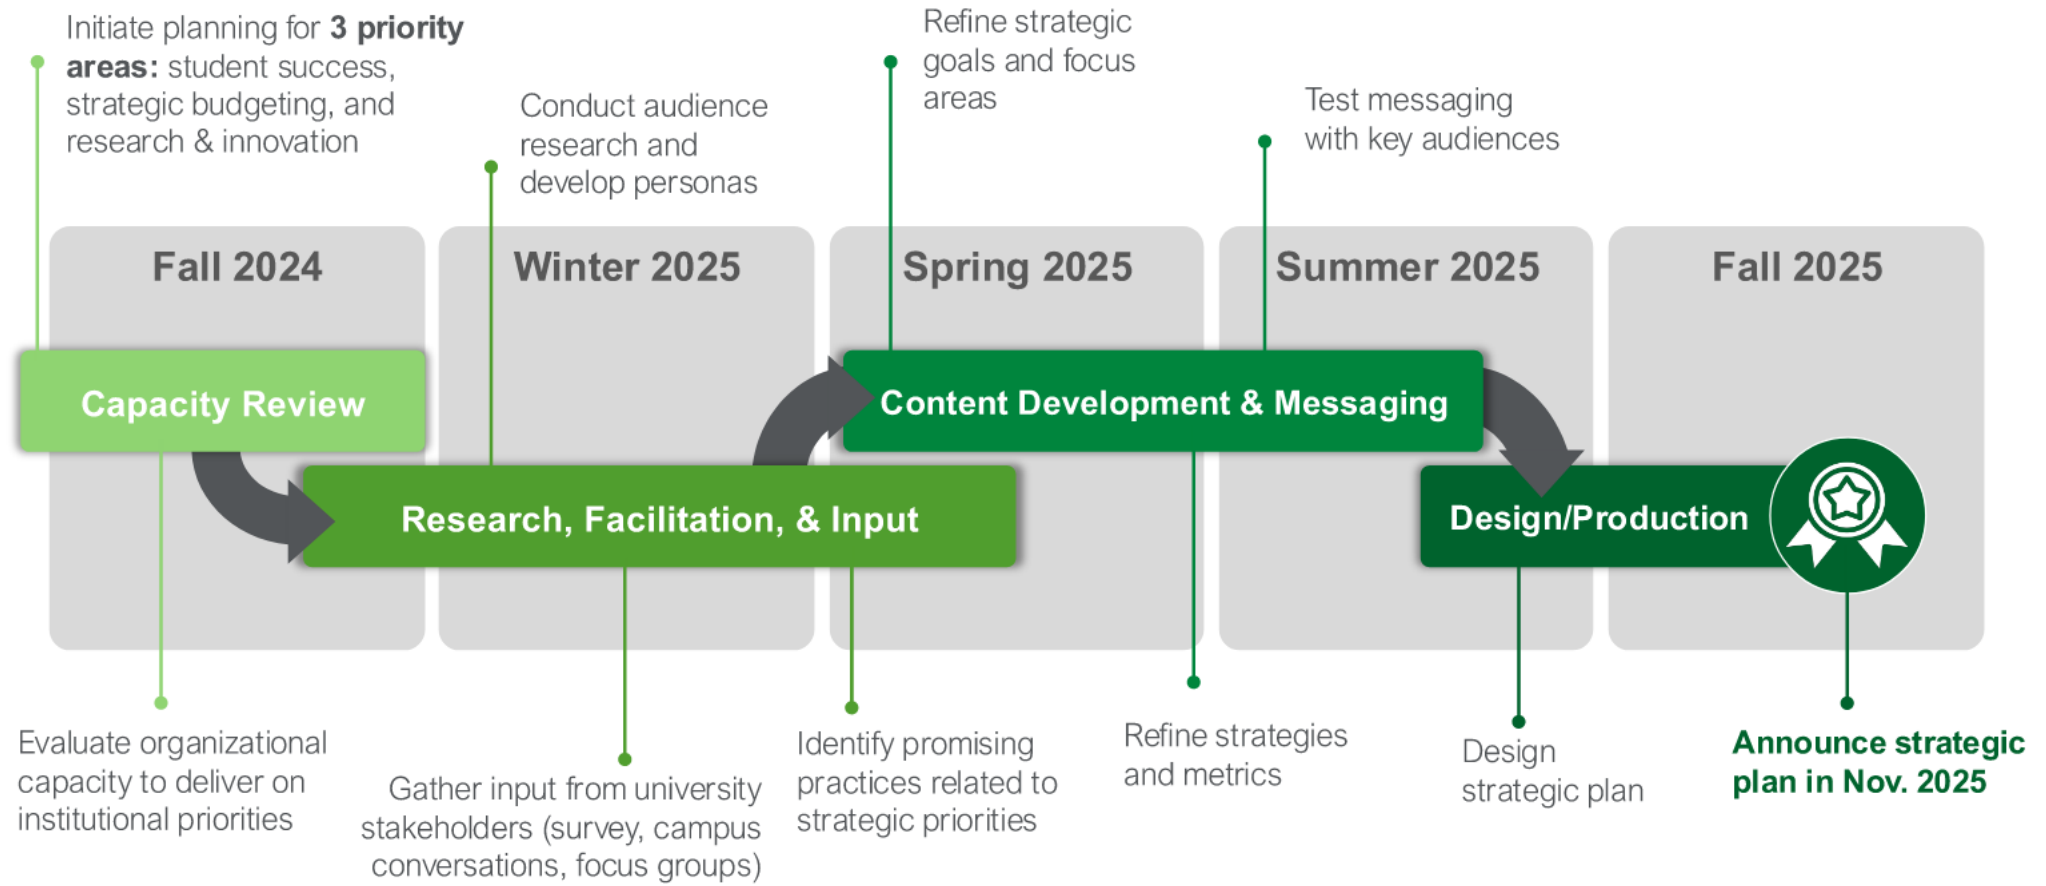 Initiate planning for 3 priority
areas: student success,
strategic budgeting, and
research & innovation
Conduct audience
research and
develop personas
Refine strategic
goals and focus
areas
Test messaging
with key audiences
Fall 2024
Winter 2025
Spring 2025
Summer 2025
Fall 2025
Capacity Review
Content Development & Messaging
Research, Facilitation, & Input
Design/Production
Evaluate organizational
capacity to deliver on
institutional priorities
Gather input from university
stakeholders (survey, campus
conversations, focus groups)
Identify promising
practices related to
strategic priorities
Refine strategies
and metrics
Design
strategic plan
Announce strategic
plan in Nov. 2025